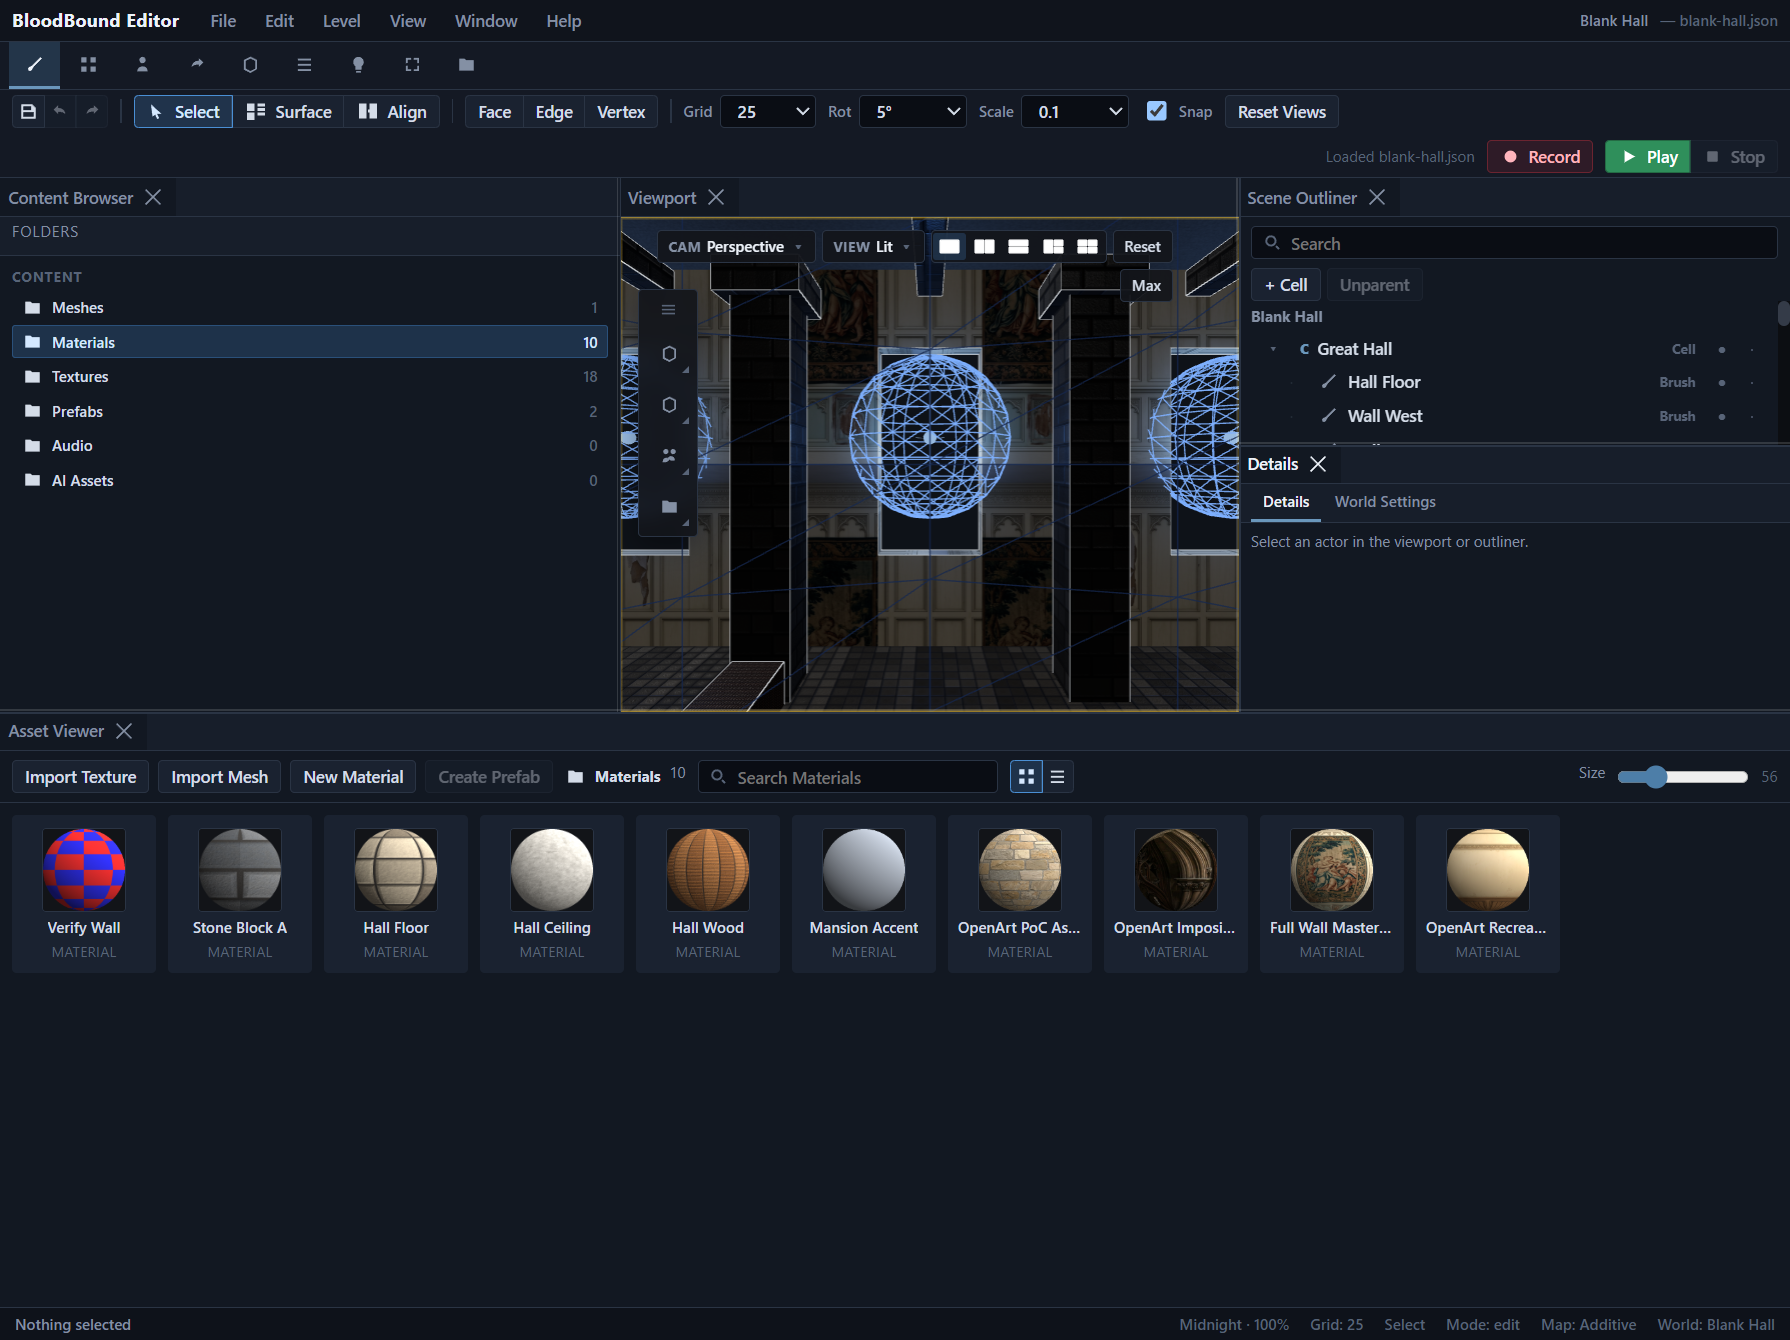 BloodBound Editor File Edit Level View Window Help Blank Hall — blank-hall.json
Select Surface Align Face Edge Vertex Grid 25 Rot 5° Scale 0.1 Snap Reset Views
Loaded blank-hall.json Record Play Stop
Content Browser
FOLDERS
CONTENT
Meshes 1
Materials 10
Textures 18
Prefabs 2
Audio 0
AI Assets 0
Viewport
CAM Perspective VIEW Lit Reset
Max
Scene Outliner
Search
+ Cell Unparent
Blank Hall
C Great Hall Cell
Hall Floor Brush
Wall West Brush
Details
Details World Settings
Select an actor in the viewport or outliner.
Asset Viewer
Import Texture Import Mesh New Material Create Prefab Materials 10 Search Materials Size 56
Verify Wall
MATERIAL
Stone Block A
MATERIAL
Hall Floor
MATERIAL
Hall Ceiling
MATERIAL
Hall Wood
MATERIAL
Mansion Accent
MATERIAL
OpenArt PoC As...
MATERIAL
OpenArt Imposi...
MATERIAL
Full Wall Master...
MATERIAL
OpenArt Recrea...
MATERIAL
Nothing selected Midnight · 100% Grid: 25 Select Mode: edit Map: Additive World: Blank Hall